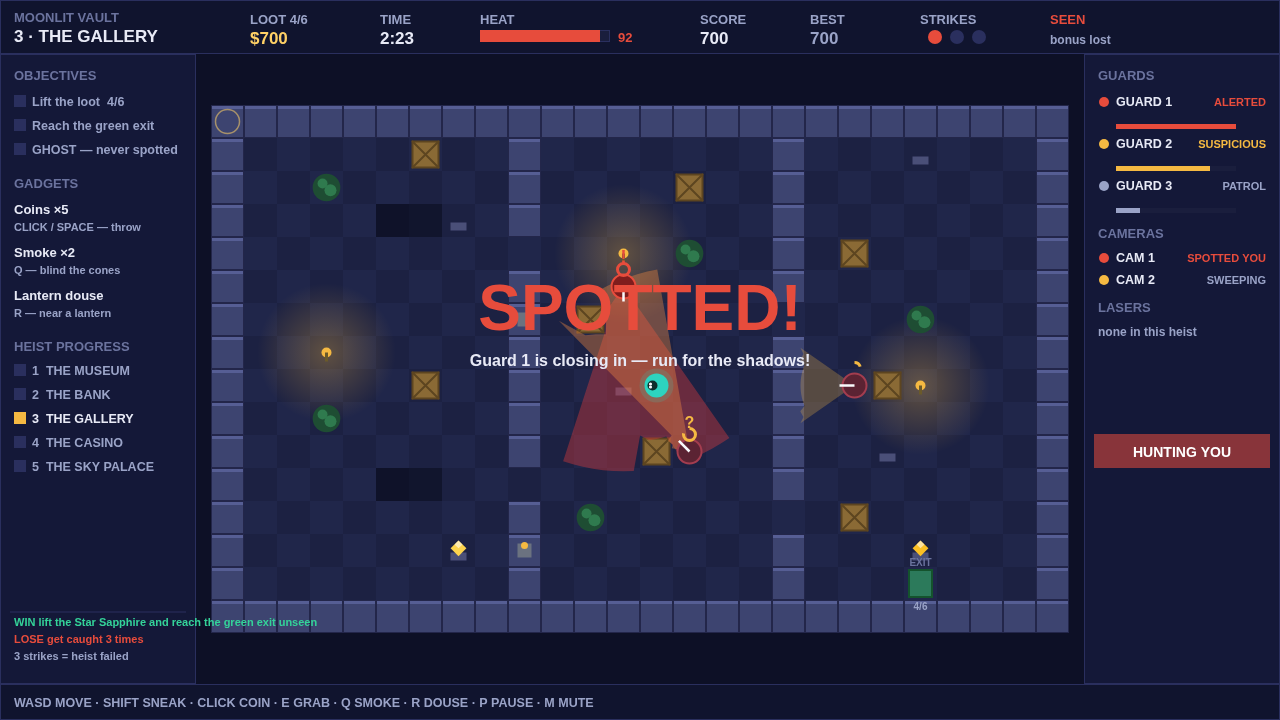 MOONLIT VAULT
3 · THE GALLERY
LOOT 4/6
$700
TIME
2:23
HEAT
92
SCORE
700
BEST
700
STRIKES
SEEN
bonus lost
OBJECTIVES
Lift the loot 4/6
Reach the green exit
GHOST — never spotted
GADGETS
Coins ×5
CLICK / SPACE — throw
Smoke ×2
Q — blind the cones
Lantern douse
R — near a lantern
HEIST PROGRESS
1 THE MUSEUM
2 THE BANK
3 THE GALLERY
4 THE CASINO
5 THE SKY PALACE
WIN lift the Star Sapphire and reach the green exit unseen
LOSE get caught 3 times
3 strikes = heist failed
SPOTTED!
Guard 1 is closing in — run for the shadows!
?
EXIT
4/6
GUARDS
GUARD 1 ALERTED
GUARD 2 SUSPICIOUS
GUARD 3 PATROL
CAMERAS
CAM 1 SPOTTED YOU
CAM 2 SWEEPING
LASERS
none in this heist
HUNTING YOU
WASD MOVE · SHIFT SNEAK · CLICK COIN · E GRAB · Q SMOKE · R DOUSE · P PAUSE · M MUTE